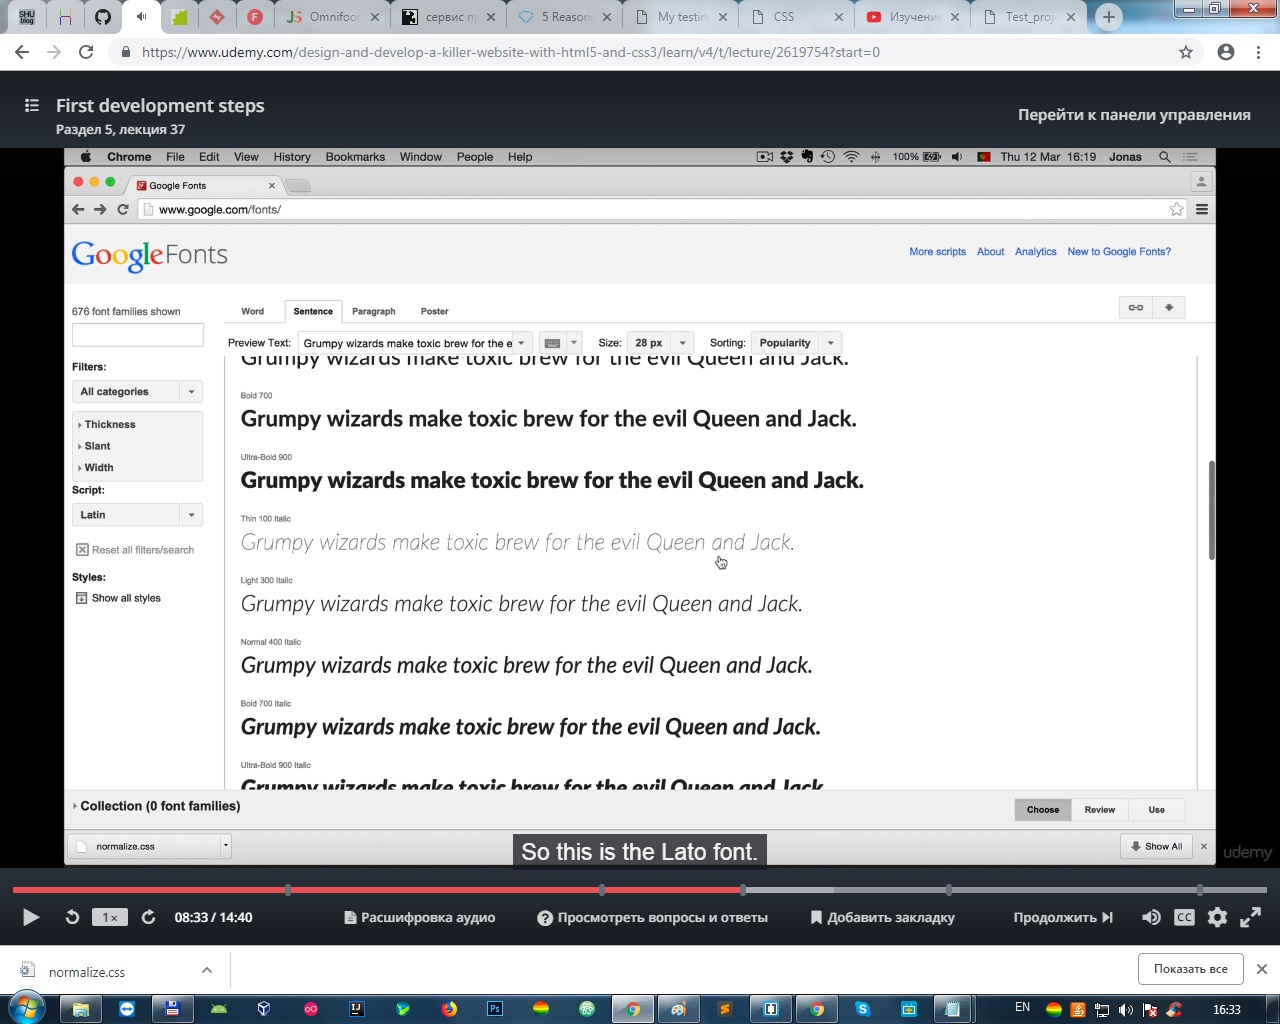 SHU blog
JS Omnifood
сервис п
5 Reason
My testin
CSS
Изучение
Test_proj
https://www.udemy.com/design-and-develop-a-killer-website-with-html5-and-css3/learn/v4/t/lecture/2619754?start=0
First development steps
Раздел 5, лекция 37
Перейти к панели управления
Chrome File Edit View History Bookmarks Window People Help
100% Thu 12 Mar 16:19 Jonas
Google Fonts
www.google.com/fonts/
Google Fonts
More scripts About Analytics New to Google Fonts?
676 font families shown
Word Sentence Paragraph Poster
Preview Text: Grumpy wizards make toxic brew for the e
Size: 28 px
Sorting: Popularity
Filters:
All categories
Thickness
Slant
Width
Script:
Latin
Reset all filters/search
Styles:
Show all styles
Grumpy wizards make toxic brew for the evil Queen and Jack.
Bold 700
Grumpy wizards make toxic brew for the evil Queen and Jack.
Ultra-Bold 900
Grumpy wizards make toxic brew for the evil Queen and Jack.
Thin 100 Italic
Grumpy wizards make toxic brew for the evil Queen and Jack.
Light 300 Italic
Grumpy wizards make toxic brew for the evil Queen and Jack.
Normal 400 Italic
Grumpy wizards make toxic brew for the evil Queen and Jack.
Bold 700 Italic
Grumpy wizards make toxic brew for the evil Queen and Jack.
Ultra-Bold 900 Italic
Grumpy wizards make toxic brew for the evil Queen and Jack.
Collection (0 font families)
Choose Review Use
normalize.css
So this is the Lato font.
Show All
udemy
1× 08:33 / 14:40
Расшифровка аудио
Просмотреть вопросы и ответы
Добавить закладку
Продолжить
CC
normalize.css
Показать все
EN
16:33